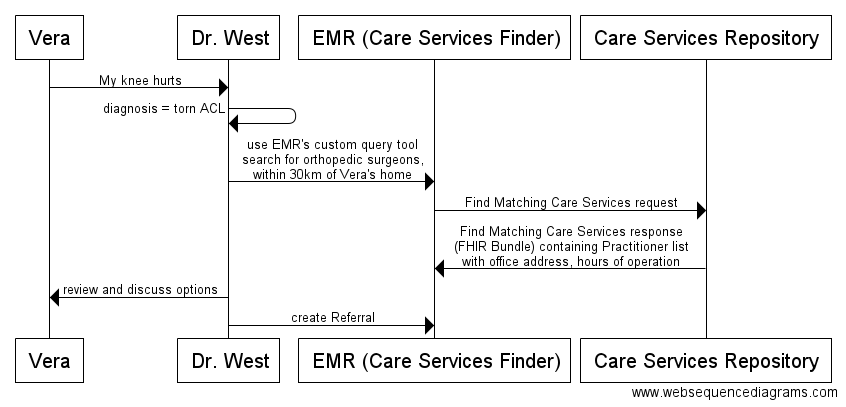 Vera
Dr. West
EMR (Care Services Finder)
Care Services Repository
My knee hurts
diagnosis = torn ACL
use EMR's custom query tool
search for orthopedic surgeons,
within 30km of Vera's home
Find Matching Care Services request
Find Matching Care Services response
(FHIR Bundle) containing Practitioner list
with office address, hours of operation
review and discuss options
create Referral
Vera
Dr. West
EMR (Care Services Finder)
Care Services Repository
www.websequencediagrams.com